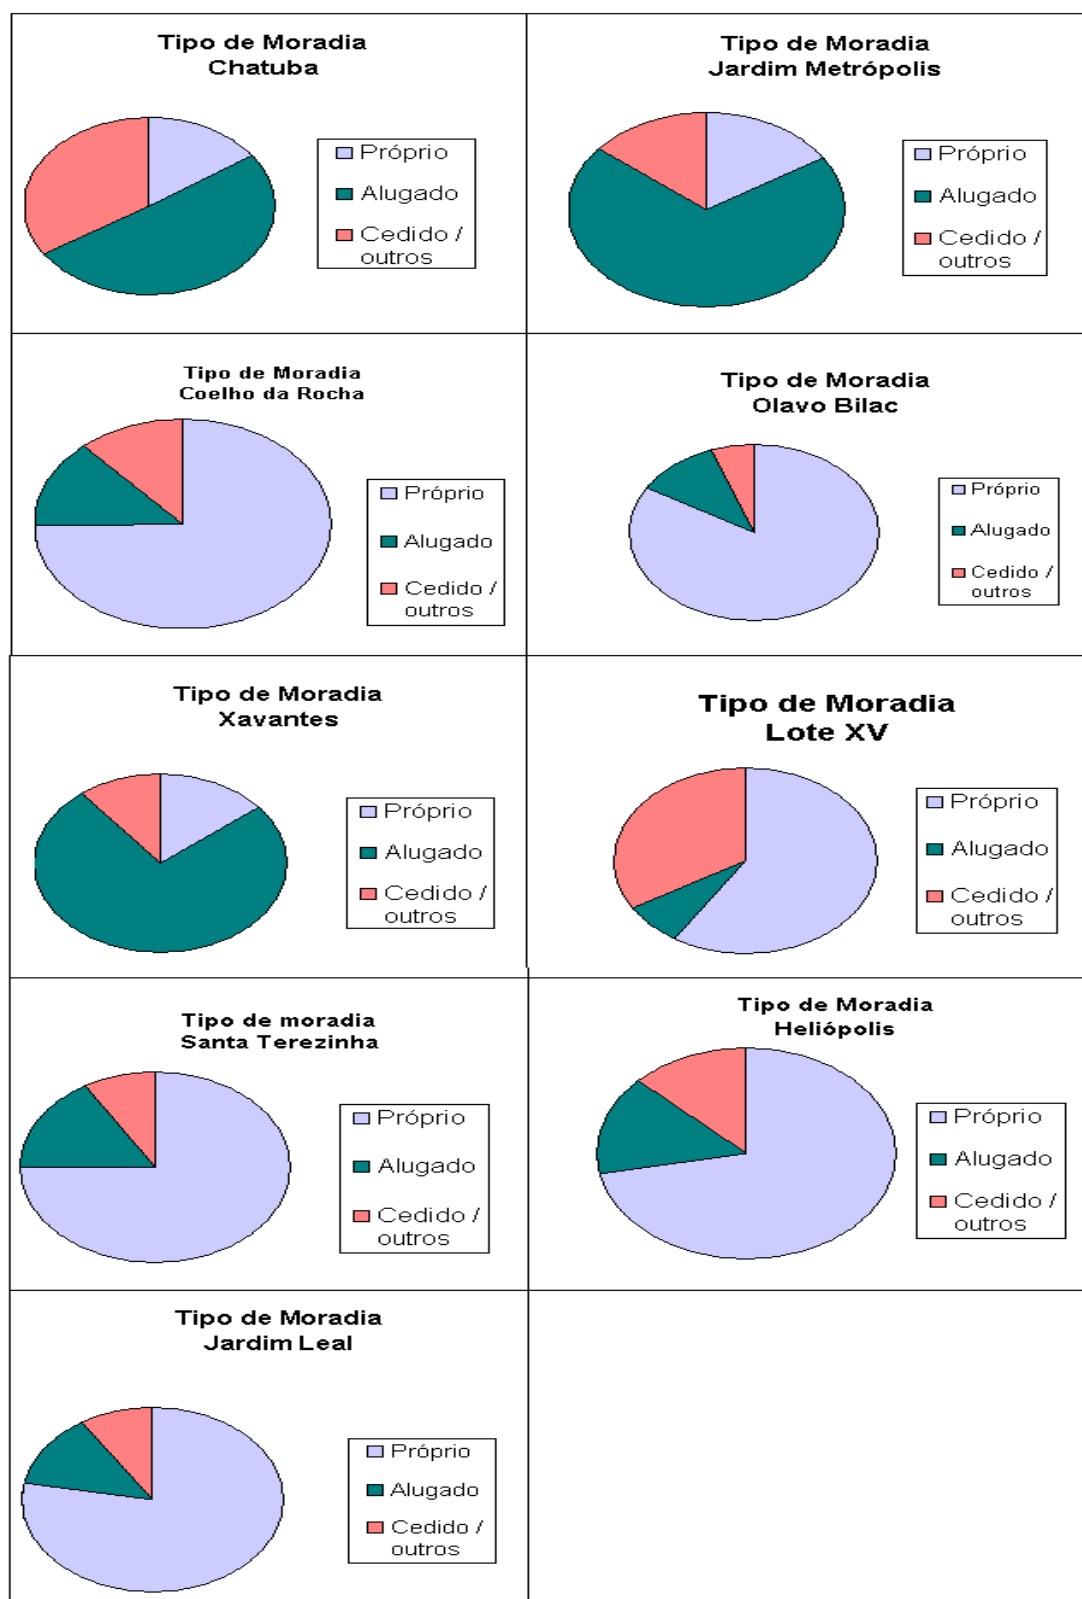 Tipo de Moradia
Chatuba
Próprio
Alugado
Cedido /
outros
Tipo de Moradia
Jardim Metrópolis
Próprio
Alugado
Cedido /
outros
Tipo de Moradia
Coelho da Rocha
Próprio
Alugado
Cedido /
outros
Tipo de Moradia
Olavo Bilac
Próprio
Alugado
Cedido /
outros
Tipo de Moradia
Xavantes
Próprio
Alugado
Cedido /
outros
Tipo de Moradia
Lote XV
Próprio
Alugado
Cedido /
outros
Tipo de moradia
Santa Terezinha
Próprio
Alugado
Cedido /
outros
Tipo de Moradia
Heliópolis
Próprio
Alugado
Cedido /
outros
Tipo de Moradia
Jardim Leal
Próprio
Alugado
Cedido /
outros